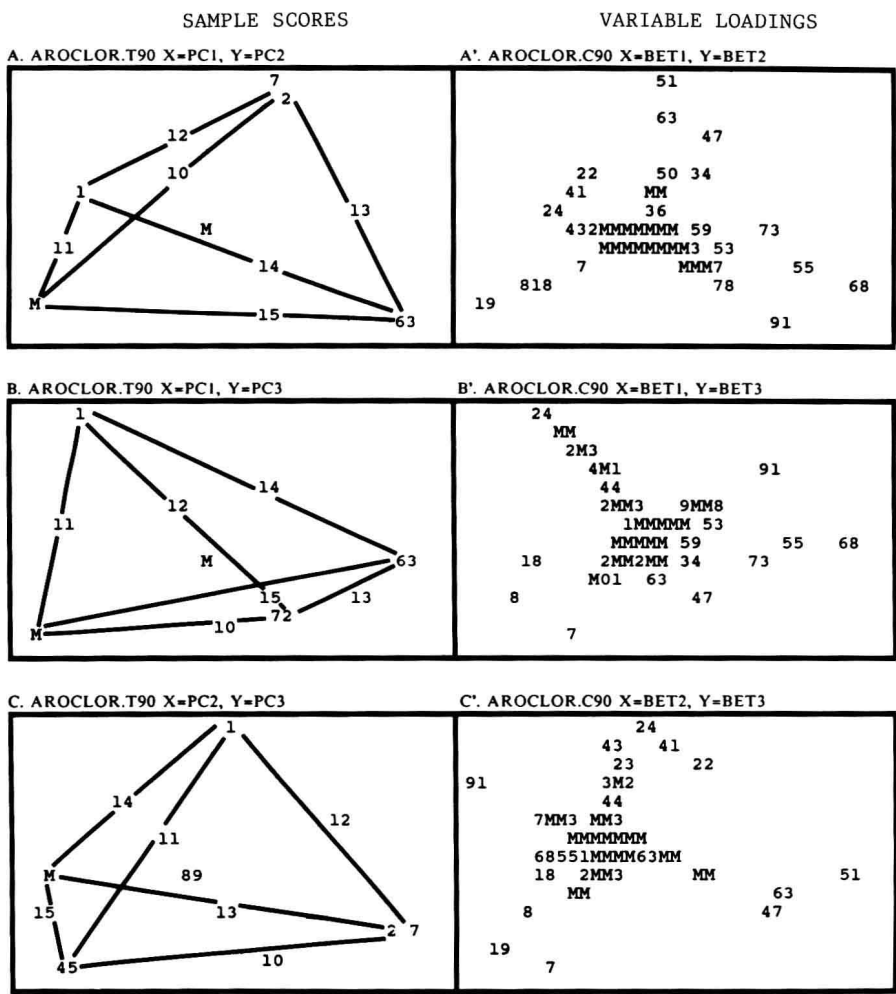 SAMPLE SCORES
VARIABLE LOADINGS
A. AROCLOR.T90 X=PC1, Y=PC2
7
2
12
10
1
13
M
11
14
M
15
63
A'. AROCLOR.C90 X=BET1, Y=BET2
51
63
47
22 50 34
41 MM
24 36
432MMMMMMM 59 73
MMMMMMMM3 53
7 MMM7 55
818 78 68
19
91
B. AROCLOR.T90 X=PC1, Y=PC3
1
14
12
11
M
63
15
13
72
10
M
B'. AROCLOR.C90 X=BET1, Y=BET3
24
MM
2M3
4M1 91
44
2MM3 9MM8
1MMMMM 53
MMMMM 59 55 68
18 2MM2MM 34 73
M01 63
8 47
7
C. AROCLOR.T90 X=PC2, Y=PC3
1
14
12
11
M
89
15
13
2 7
10
45
C'. AROCLOR.C90 X=BET2, Y=BET3
24
43 41
23 22
91 3M2
44
7MM3 MM3
MMMMMMM
68551MMMM63MM
18 2MM3 MM 51
MM 63
8 47
19
7